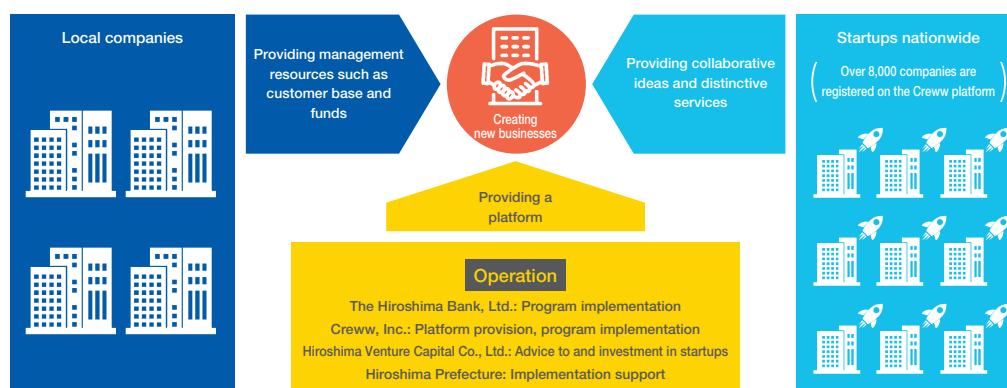 Local companies
Providing management
resources such as
customer base and
funds
Creating
new businesses
Providing collaborative
ideas and distinctive
services
Startups nationwide
(Over 8,000 companies are
registered on the Creww platform)
Providing a
platform
Operation
The Hiroshima Bank, Ltd.: Program implementation
Creww, Inc.: Platform provision, program implementation
Hiroshima Venture Capital Co., Ltd.: Advice to and investment in startups
Hiroshima Prefecture: Implementation support